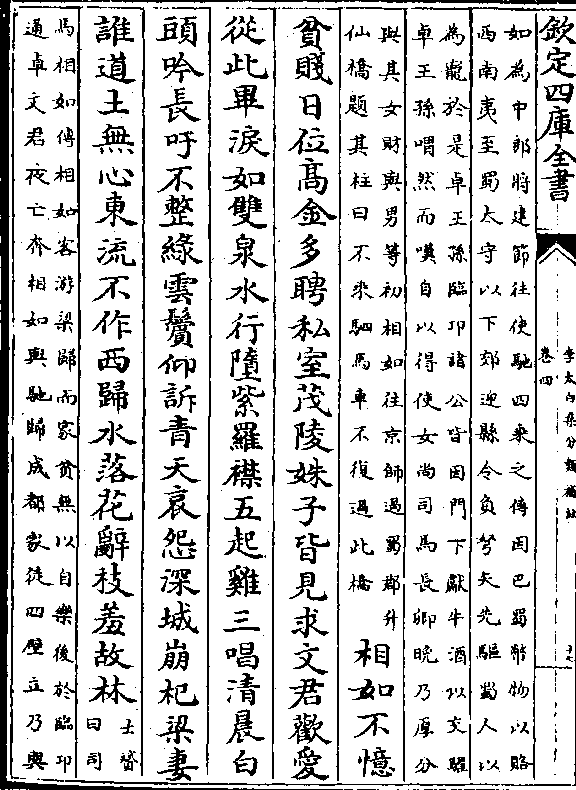 欽定四庫全書
李太白集分類補註
卷四
十七
如為中郎將建節往使馳四乘之傳因巴蜀幣物以賂
西南夷至蜀太守以下郊迎縣令負弩矢先驅蜀人以
為寵於是卓王孫臨卭諸公皆因門下獻牛酒以交驩
卓王孫喟然而嘆自以得使女尚司馬長卿晚乃厚分
與其女財與男等初相如往京師過蜀郡升
仙橋題其柱曰不乘駟馬車不復過此橋
相如不憶
貧賤日位髙金多聘私室茂陵姝子皆見求文君歡愛
從此畢淚如雙泉水行墮紫羅襟五起雞三唱清晨白
頭吟長吁不整綠雲鬢仰訴青天哀怨深城崩杞梁妻
誰道土無心東流不作西歸水落花辭枝羞故林
士贇
曰司
馬相如傳相如客游梁歸而家貧無以自樂後於臨卭
通卓文君夜亡奔相如與馳歸成都家徒四壁立乃與